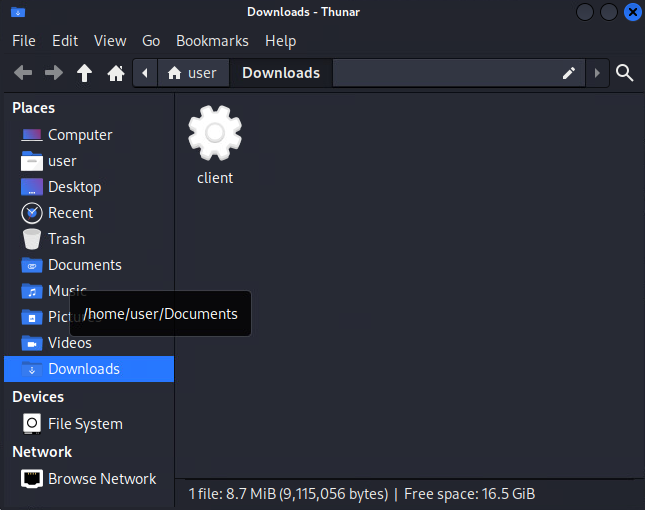 Downloads - Thunar
File Edit View Go Bookmarks Help
user Downloads
Places
Computer
user
Desktop
Recent
Trash
Documents
Music
/home/user/Documents
Videos
Downloads
Devices
File System
Network
Browse Network
client
1 file: 8.7 MiB (9,115,056 bytes) | Free space: 16.5 GiB